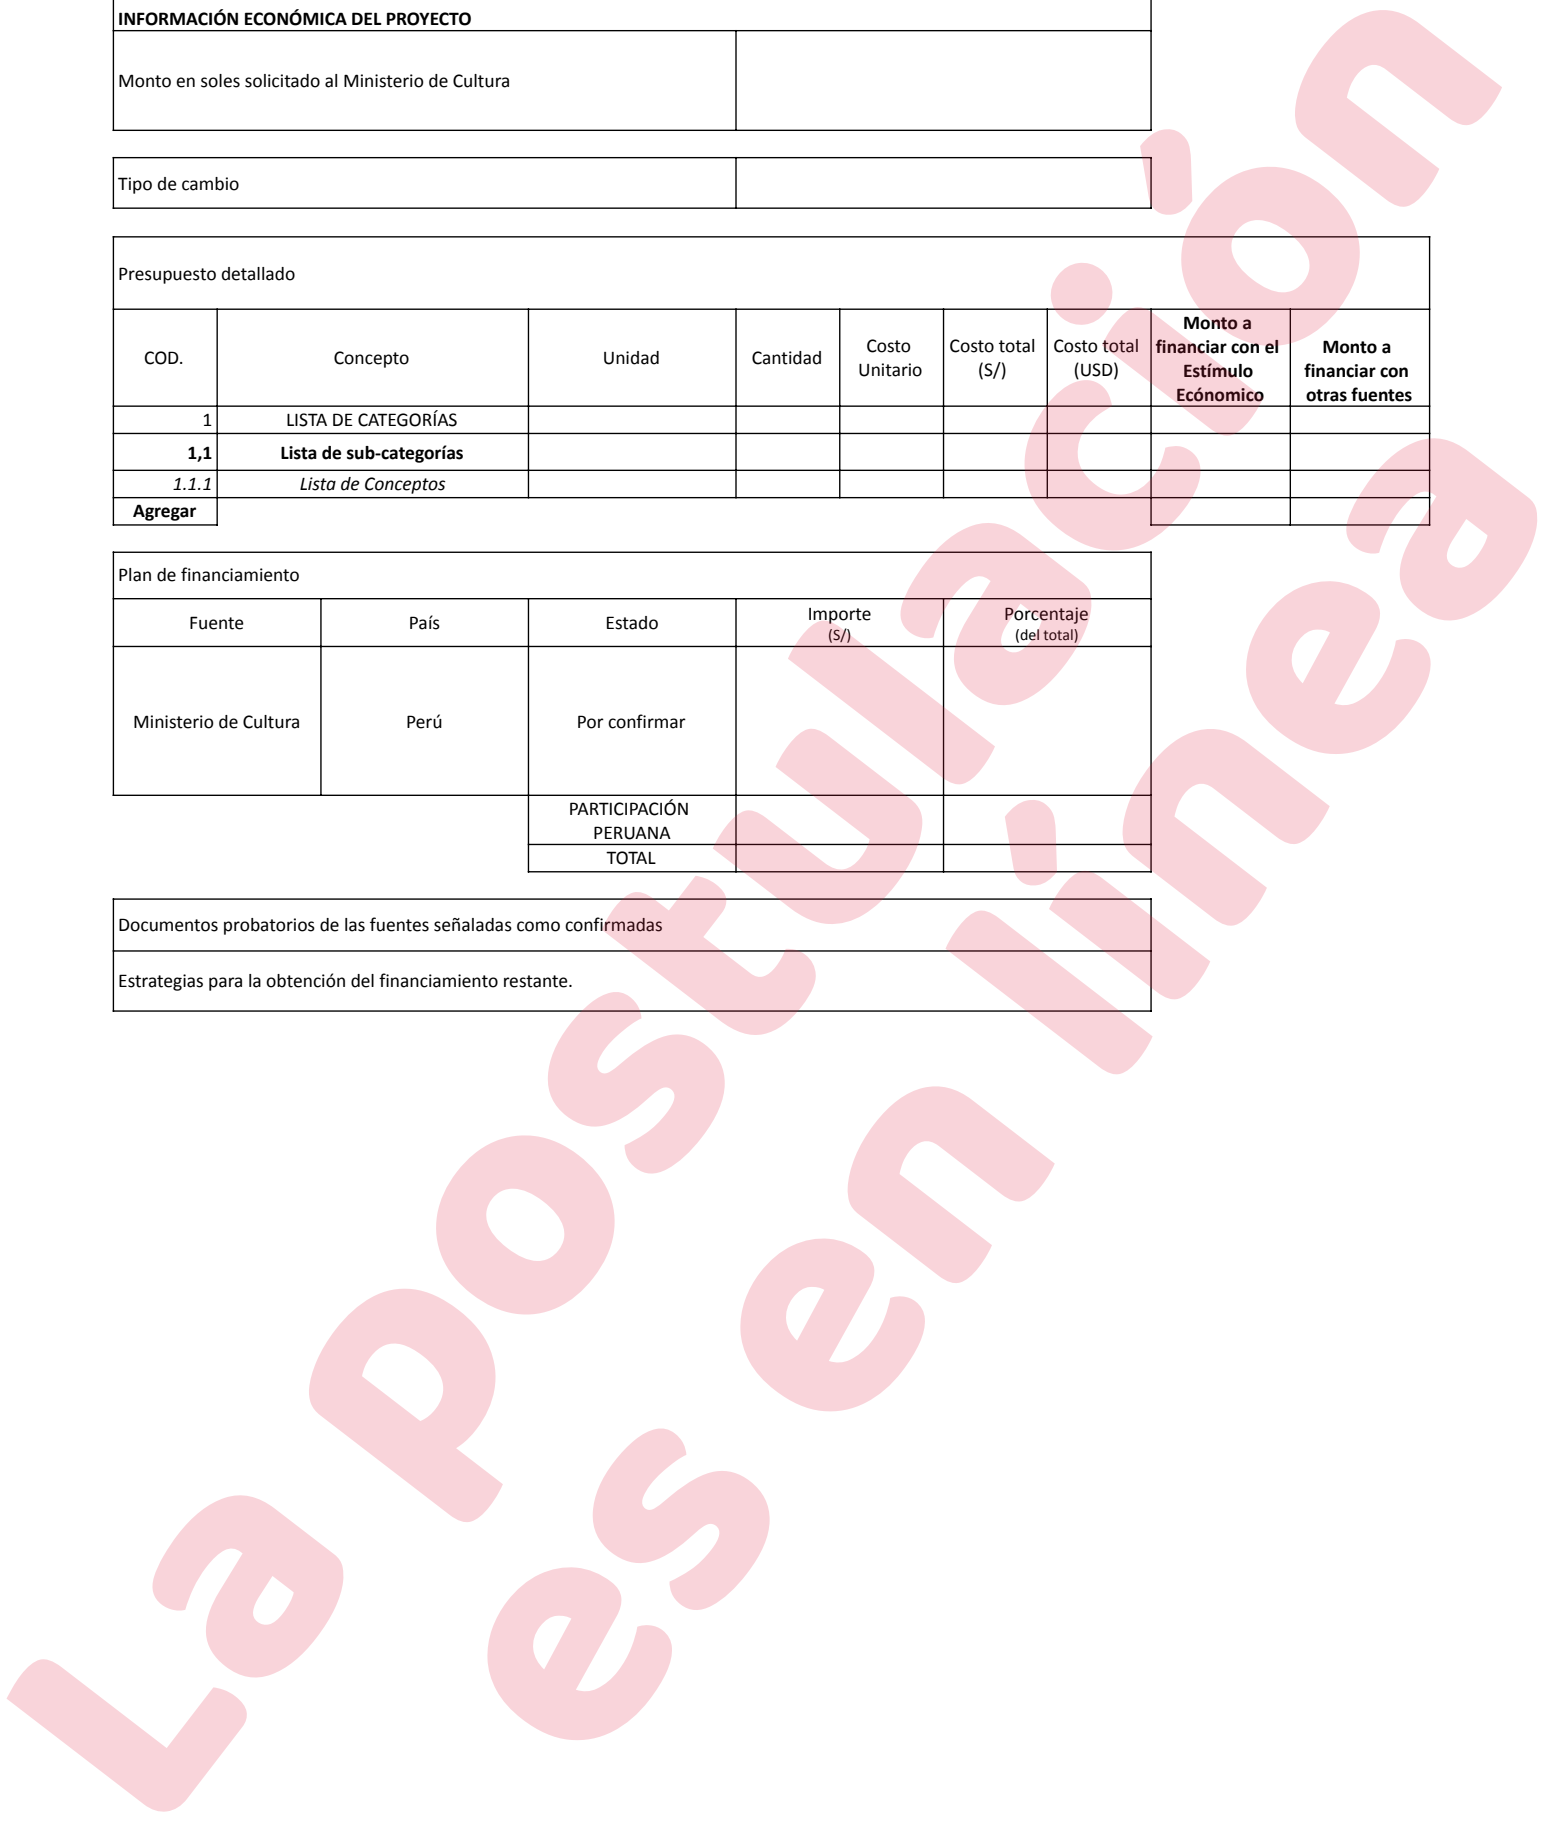 INFORMACIÓN ECONÓMICA DEL PROYECTO
Monto en soles solicitado al Ministerio de Cultura
Tipo de cambio
Presupuesto detallado
COD.
Concepto
Unidad
Cantidad
Costo
Unitario
Costo total
(S/)
Costo total
(USD)
Monto a
financiar con el
Estímulo
Ecónomico
Monto a
financiar con
otras fuentes
1 LISTA DE CATEGORÍAS
1,1 Lista de sub-categorías
1.1.1 Lista de Conceptos
Agregar
Plan de financiamiento
Fuente
País
Estado
Importe
(S/)
Porcentaje
(del total)
Ministerio de Cultura
Perú
Por confirmar
PARTICIPACIÓN
PERUANA
TOTAL
Documentos probatorios de las fuentes señaladas como confirmadas
Estrategias para la obtención del financiamiento restante.
La postulación
es en línea